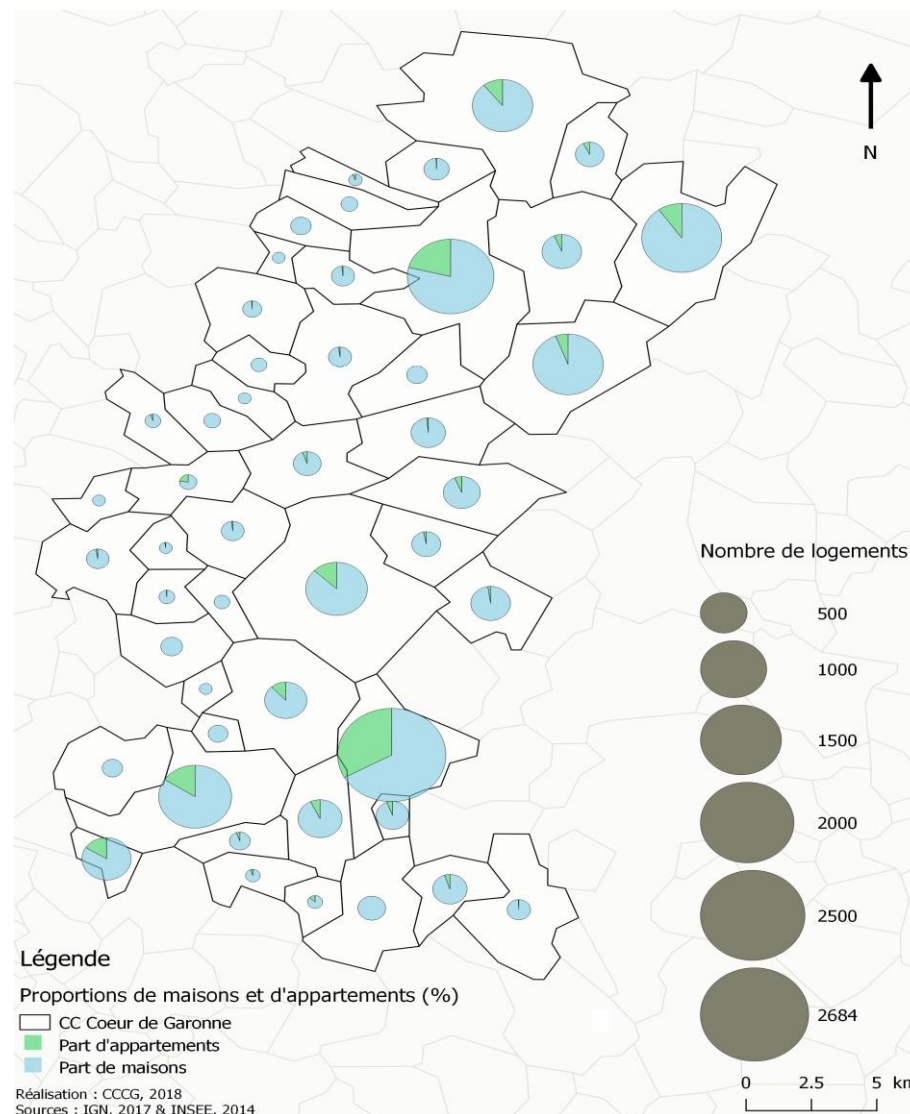 N
Nombre de logements
500
1000
1500
2000
2500
2684
Légende
Proportions de maisons et d'appartements (%)
CC Coeur de Garonne
Part d'appartements
Part de maisons
Réalisation : CCCG, 2018
Sources : IGN, 2017 & INSEE, 2014
0 2.5 5 km